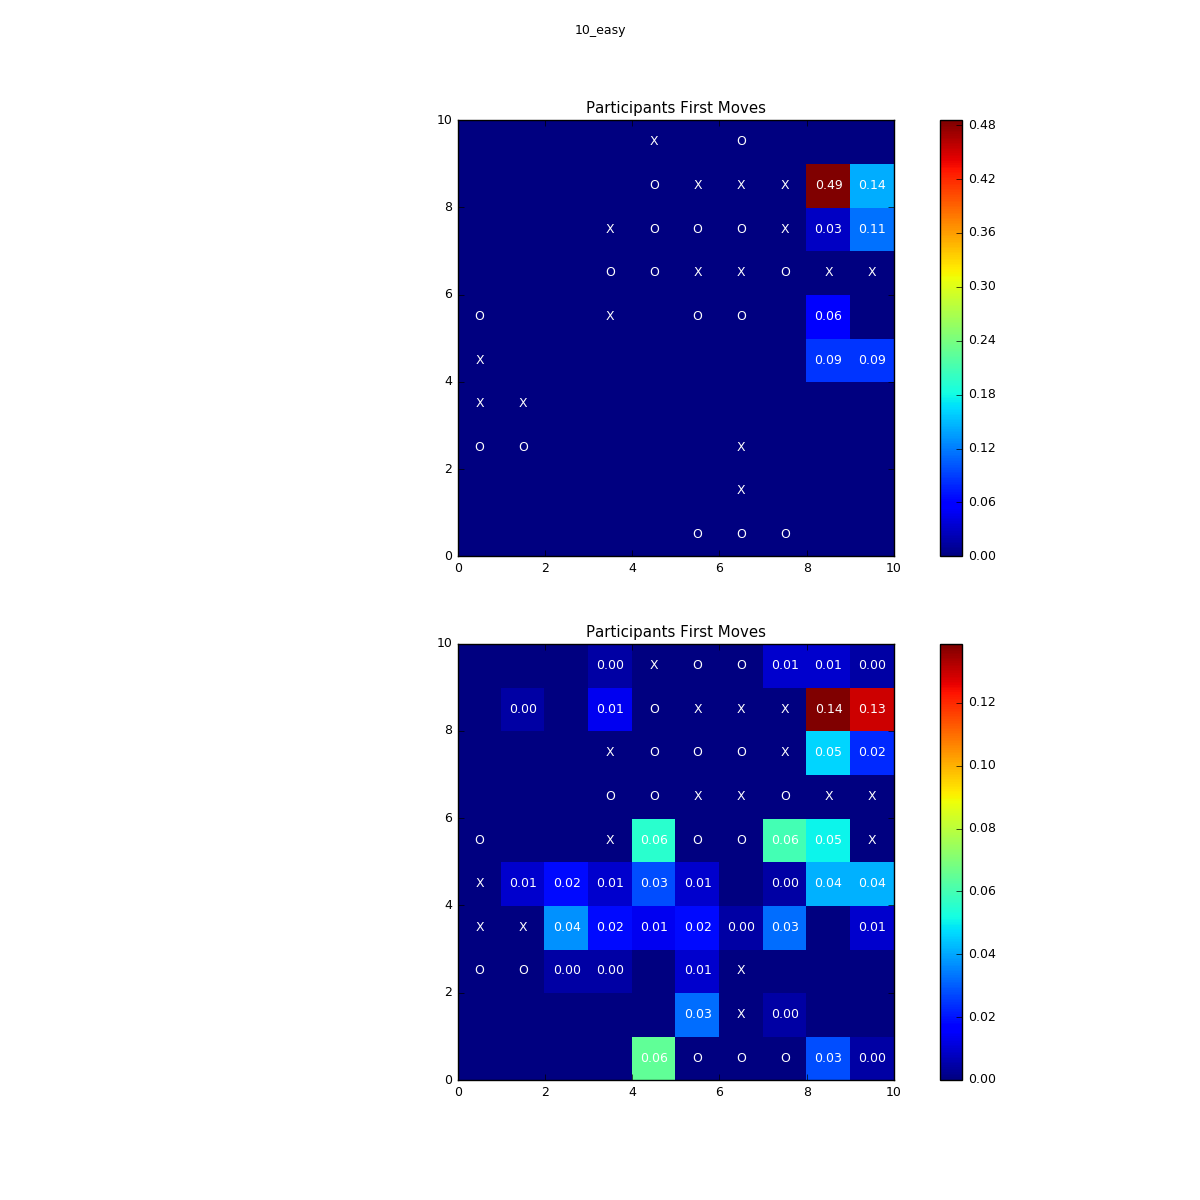 10_easy
Participants First Moves
10 X O 0.48
O X X X 0.49 0.14
0.42
8
X O O O X 0.03 0.11 0.36
O O X X O X X
0.30
6
O X O O 0.06
0.24
X 0.09 0.09
4
0.18
X X
O O X 0.12
2
X
0.06
O O O
0 0.00
0 2 4 6 8 10
Participants First Moves
10
0.00 X O O 0.01 0.01 0.00
0.00 0.01 O X X X 0.14 0.13 0.12
8
X O O O X 0.05 0.02
0.10
O O X X O X X
6
0.08
O X 0.06 O O 0.06 0.05 X
X 0.01 0.02 0.01 0.03 0.01 0.00 0.04 0.04 0.06
4
X X 0.04 0.02 0.01 0.02 0.00 0.03 0.01
0.04
O O 0.00 0.00 0.01 X
2
0.03 X 0.00 0.02
0.06 O O O 0.03 0.00
0 0.00
0 2 4 6 8 10